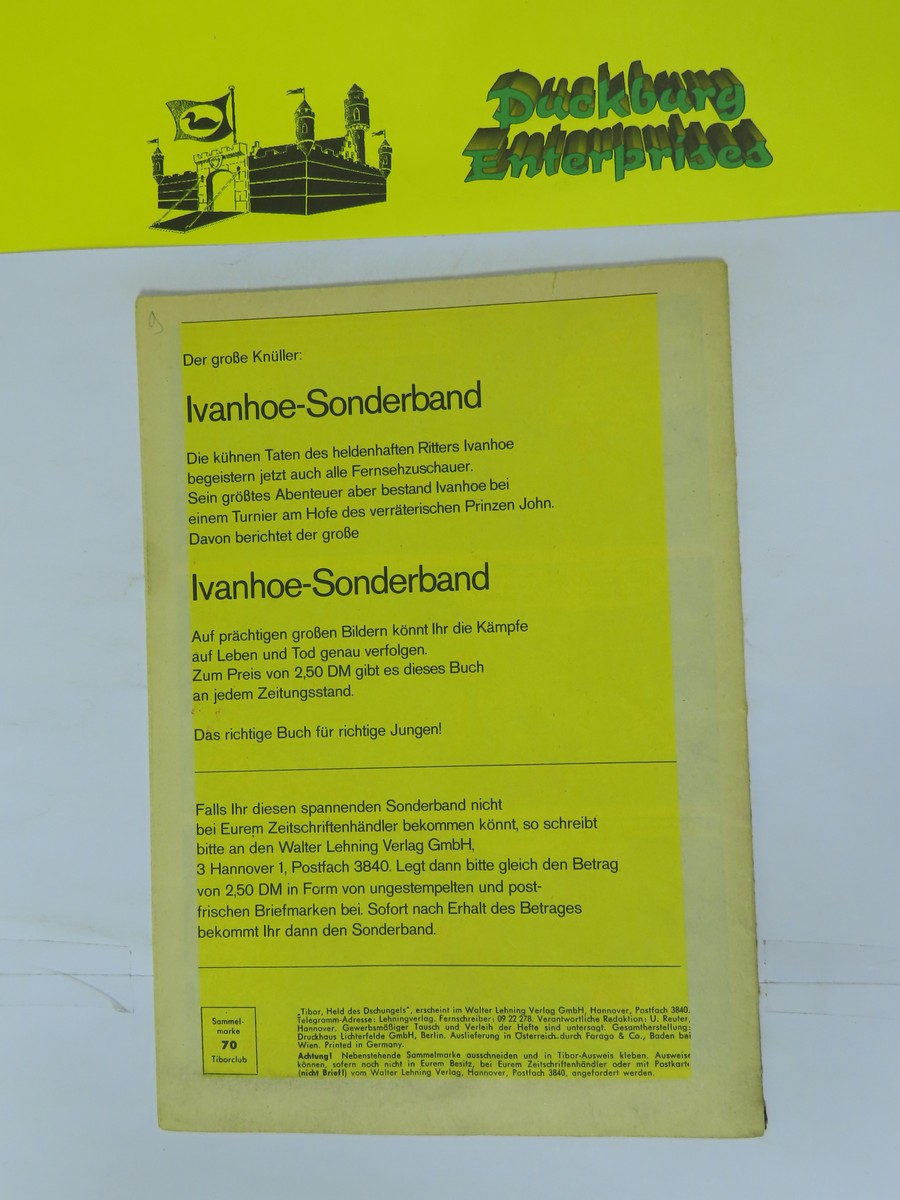 Duckburg
Enterprises
9
Der große Knüller:
Ivanhoe-Sonderband
Die kühnen Taten des heldenhaften Ritters Ivanhoe
begeistern jetzt auch alle Fernsehzuschauer.
Sein größtes Abenteuer aber bestand Ivanhoe bei
einem Turnier am Hofe des verräterischen Prinzen John.
Davon berichtet der große
Ivanhoe-Sonderband
Auf prächtigen großen Bildern könnt Ihr die Kämpfe
auf Leben und Tod genau verfolgen.
Zum Preis von 2,50 DM gibt es dieses Buch
an jedem Zeitungsstand.
Das richtige Buch für richtige Jungen!
Falls Ihr diesen spannenden Sonderband nicht
bei Eurem Zeitschriftenhändler bekommen könnt, so schreibt
bitte an den Walter Lehning Verlag GmbH,
3 Hannover 1, Postfach 3840. Legt dann bitte gleich den Betrag
von 2,50 DM in Form von ungestempelten und post-
frischen Briefmarken bei. Sofort nach Erhalt des Betrages
bekommt Ihr dann den Sonderband.
Sammel-
marke
70
Tiborclub
„Tibor, Held des Dschungels", erscheint im Walter Lehning Verlag GmbH, Hannover, Postfach 3840.
Telegramm-Adresse: Lehningverlag. Fernschreiber: 09 22 278. Verantwortliche Redaktion: U. Reuter,
Hannover. Gewerbsmäßiger Tausch und Verleih der Hefte sind untersagt. Gesamtherstellung:
Druckhaus Lichterfelde GmbH, Berlin. Auslieferung in Österreich durch Farago & Co., Baden bei
Wien. Printed in Germany.
Achtung! Nebenstehende Sammelmarke ausschneiden und in Tibor-Ausweis kleben. Ausweise
können, sofern noch nicht in Eurem Besitz, bei Eurem Zeitschriftenhändler oder mit Postkarte
(nicht Brief!) vom Walter Lehning Verlag, Hannover, Postfach 3840, angefordert werden.